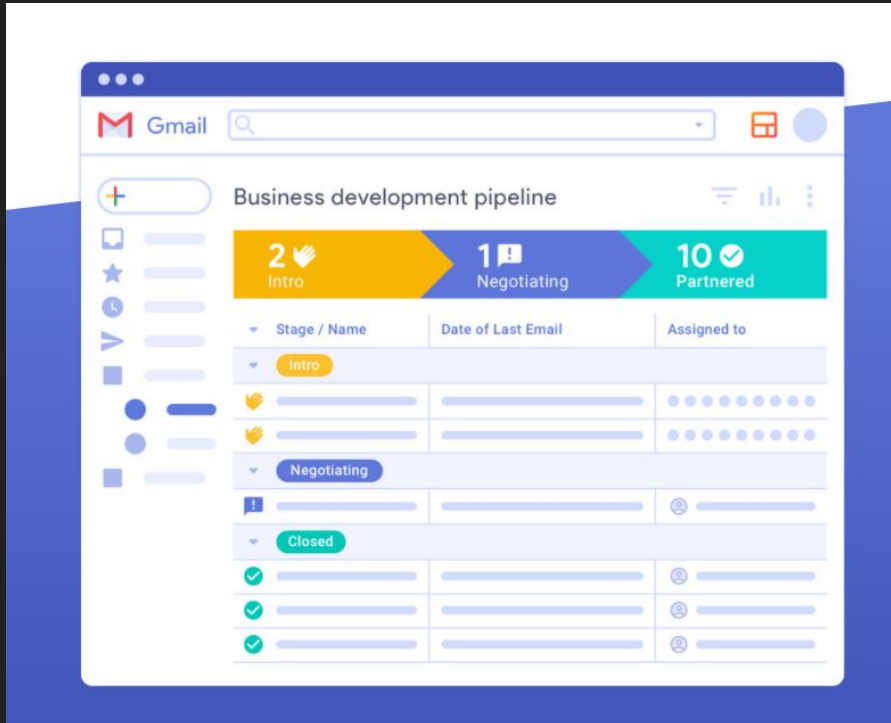 Gmail
Business development pipeline
2
Intro
1
Negotiating
10
Partnered
Stage / Name
Date of Last Email
Assigned to
Intro
Negotiating
Closed